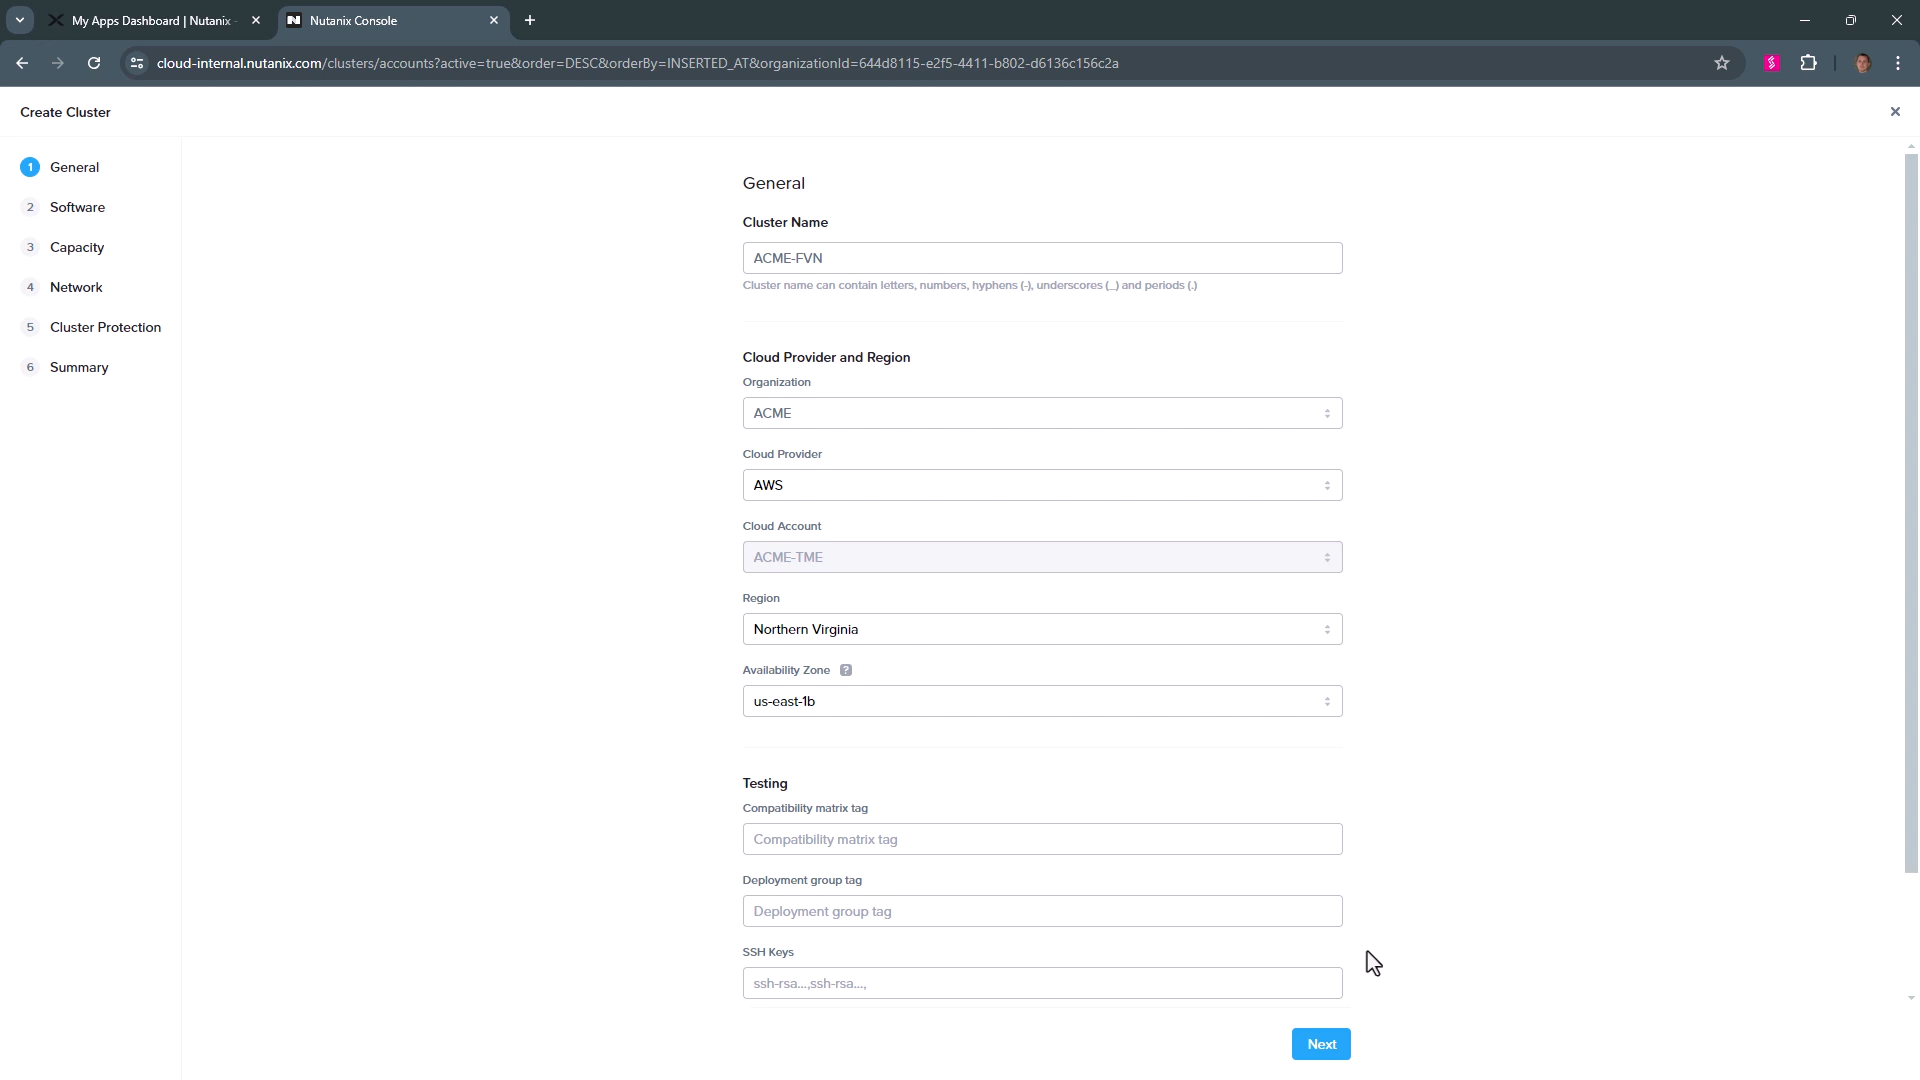 My Apps Dashboard | Nutanix
Nutanix Console
cloud-internal.nutanix.com/clusters/accounts?active=true&order=DESC&orderBy=INSERTED_AT&organizationId=644d8115-e2f5-4411-b802-d6136c156c2a
Create Cluster
1 General
2 Software
3 Capacity
4 Network
5 Cluster Protection
6 Summary
General
Cluster Name
ACME-FVN
Cluster name can contain letters, numbers, hyphens (-), underscores (_) and periods (.)
Cloud Provider and Region
Organization
ACME
Cloud Provider
AWS
Cloud Account
ACME-TME
Region
Northern Virginia
Availability Zone ?
us-east-1b
Testing
Compatibility matrix tag
Compatibility matrix tag
Deployment group tag
Deployment group tag
SSH Keys
ssh-rsa...,ssh-rsa...,
Next